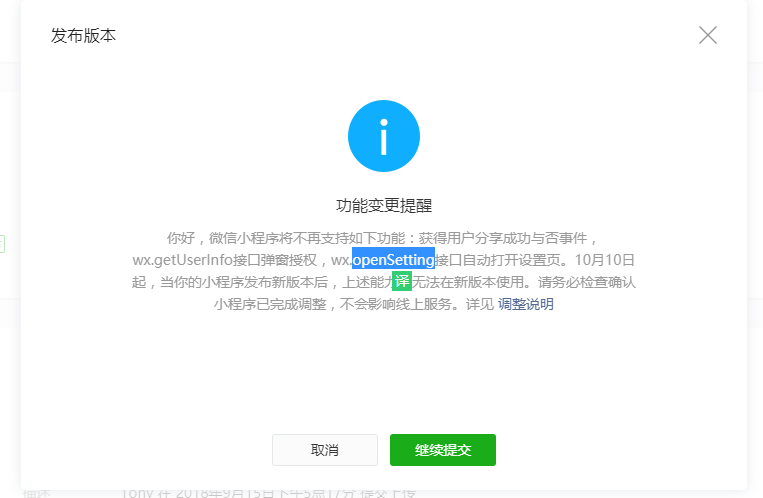 发布版本
功能变更提醒
你好，微信小程序将不再支持如下功能：获得用户分享成功与否事件，
wx.getUserInfo接口弹窗授权，wx.openSetting接口自动打开设置页。10月10日
起，当你的小程序发布新版本后，上述能力译无法在新版本使用。请务必检查确认
小程序已完成调整，不会影响线上服务。详见 调整说明
取消
继续提交
描述
Tony 在 2018年9月15日下午5点17分 提交上传